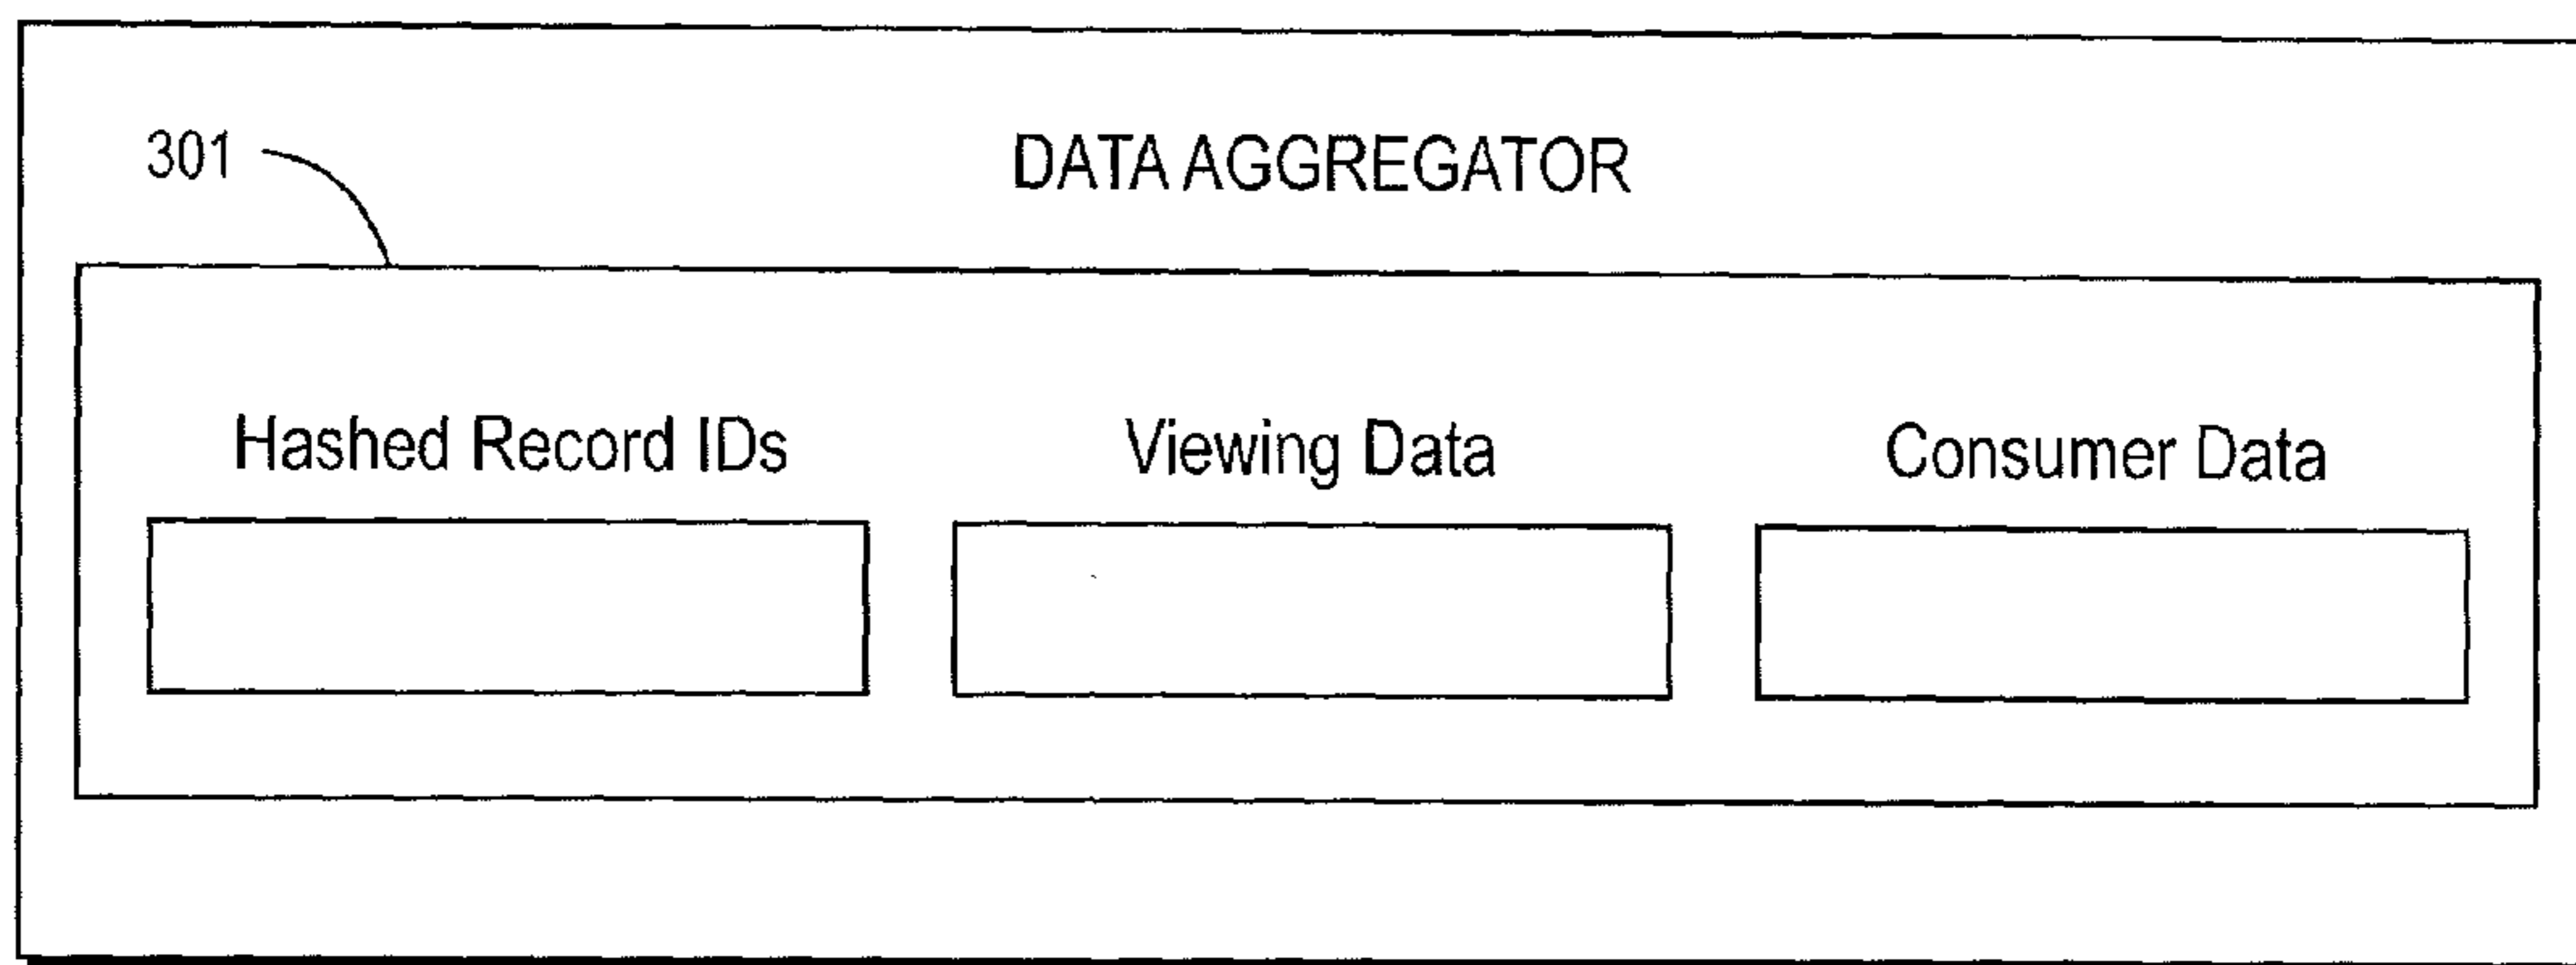 301
DATA AGGREGATOR
Hashed Record IDs
Viewing Data
Consumer Data